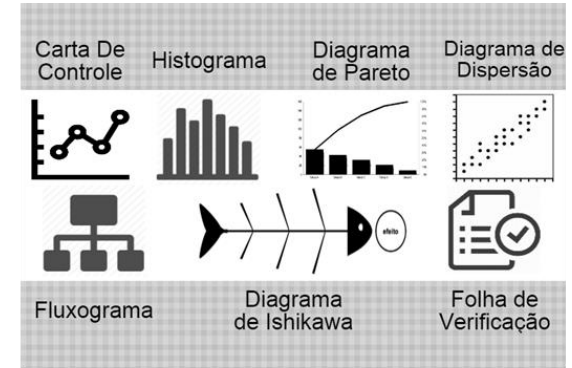 Carta De
Controle
Histograma
Diagrama
de Pareto
Diagrama de
Dispersão
efeito
Fluxograma
Diagrama
de Ishikawa
Folha de
Verificação